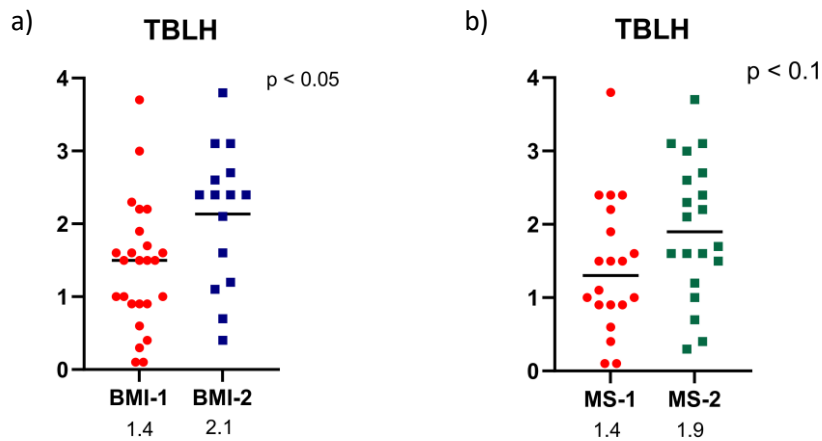 a)
TBLH
p < 0.05
4
3
2
1
0
BMI-1
BMI-2
1.4
2.1
b)
TBLH
p < 0.1
4
3
2
1
0
MS-1
MS-2
1.4
1.9